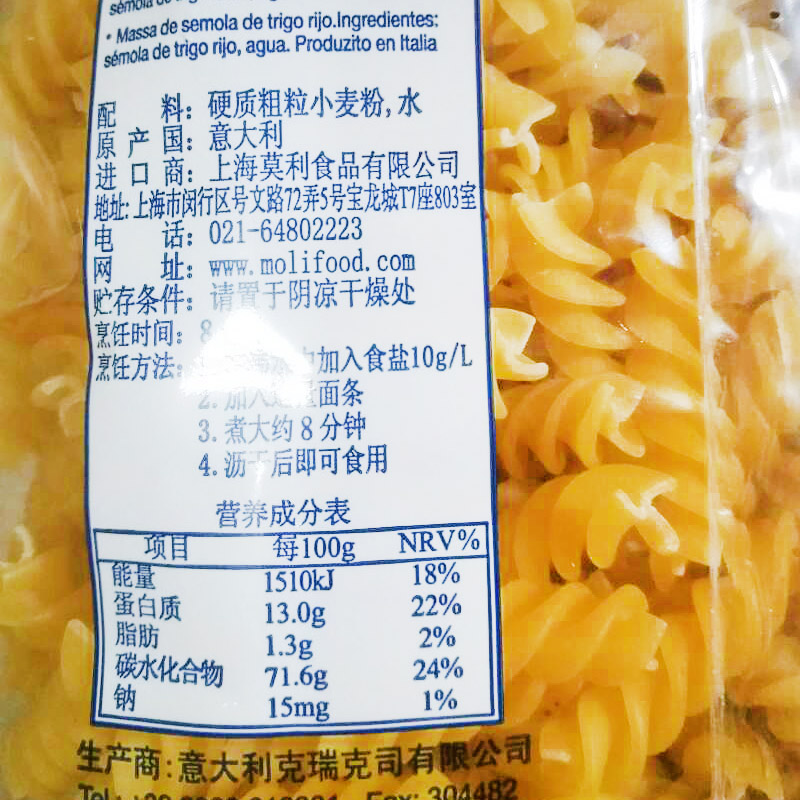 sémola de
• Massa de semola de trigo rijo.Ingredientes:
sémola de trigo rijo, agua. Produzito en Italia
配 料: 硬质粗粒小麦粉, 水
原 产 国: 意大利
进 口 商: 上海莫利食品有限公司
地址: 上海市闵行区号文路72弄5号宝龙城T7座803室
电 话: 021-64802223
网 址: www.molifood.com
贮存条件: 请置于阴凉干燥处
烹饪时间: 8
烹饪方法: 加入食盐10g/L
2. 加入 面条
3. 煮大约 8 分钟
4. 沥干后即可食用
营养成分表
项目 每100g NRV%
能量 1510kJ 18%
蛋白质 13.0g 22%
脂肪 1.3g 2%
碳水化合物 71.6g 24%
钠 15mg 1%
生产商: 意大利克瑞克司有限公司
Fax: 304482